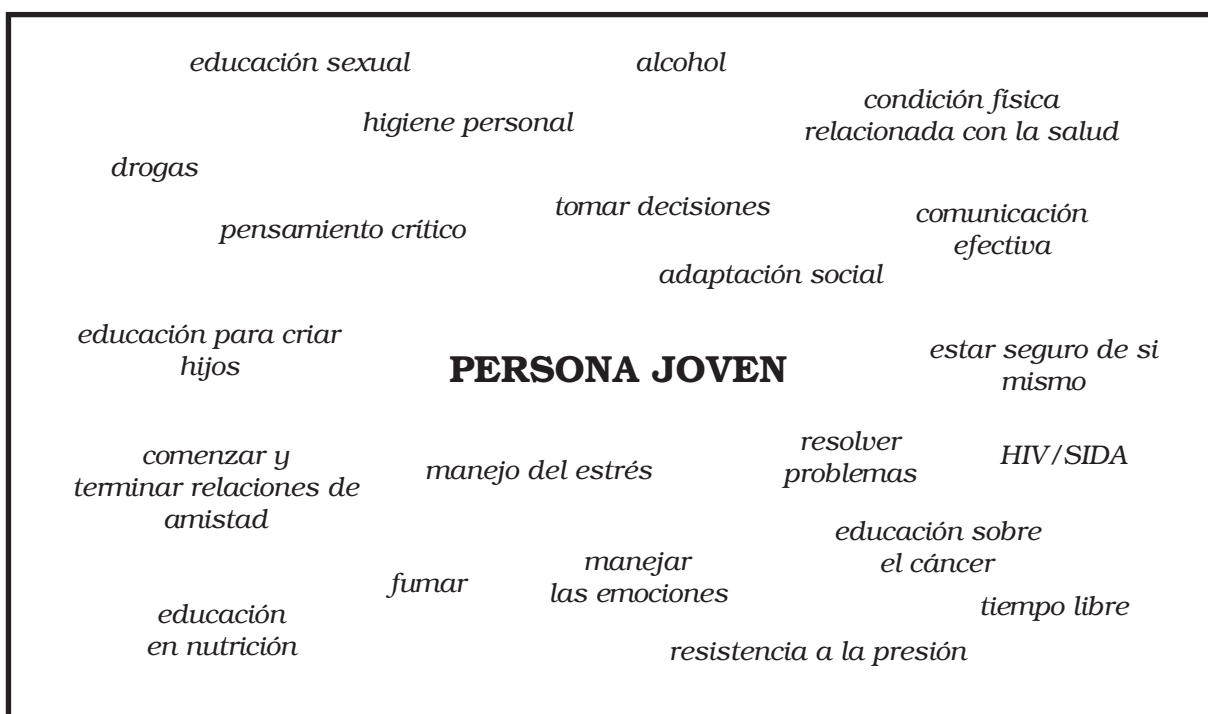 educación sexual
alcohol
condición física
relacionada con la salud
higiene personal
drogas
tomar decisiones
comunicación
efectiva
pensamiento crítico
adaptación social
educación para criar
hijos
PERSONA JOVEN
estar seguro de si
mismo
comenzar y
terminar relaciones de
amistad
manejo del estrés
resolver
problemas
HIV/SIDA
educación sobre
el cáncer
manejar
las emociones
fumar
tiempo libre
educación
en nutrición
resistencia a la presión